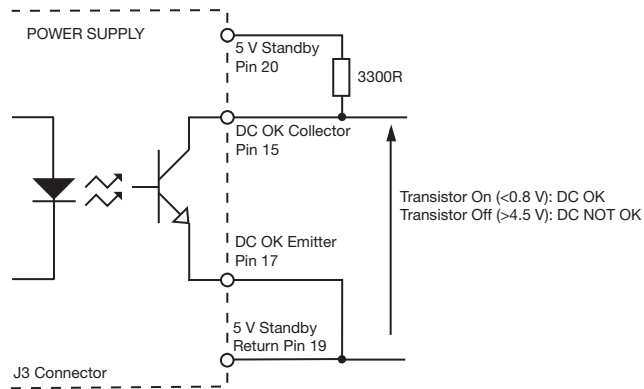 POWER SUPPLY
5 V Standby
Pin 20
3300R
DC OK Collector
Pin 15
Transistor On (<0.8 V): DC OK
Transistor Off (>4.5 V): DC NOT OK
DC OK Emitter
Pin 17
5 V Standby
Return Pin 19
J3 Connector